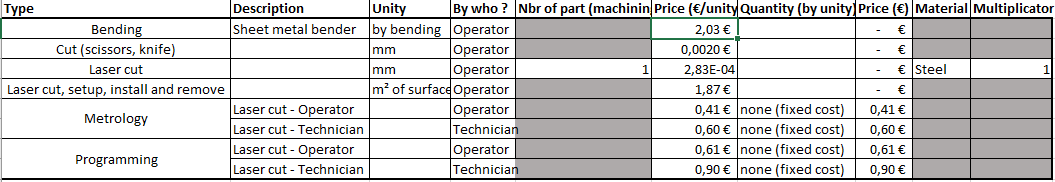 Type Description Unity By who ? Nbr of part (machinin Price (€/unity Quantity (by unity) Price (€) Material Multiplicator
Bending Sheet metal bender by bending Operator 2,03 € - €
Cut (scissors, knife) mm Operator 0,0020 € - €
Laser cut mm Operator 1 2,83E-04 - € Steel 1
Laser cut, setup, install and remove m² of surface Operator 1,87 € - €
Metrology Laser cut - Operator Operator 0,41 € none (fixed cost) 0,41 €
Laser cut - Technician Technician 0,60 € none (fixed cost) 0,60 €
Programming Laser cut - Operator Operator 0,61 € none (fixed cost) 0,61 €
Laser cut - Technician Technician 0,90 € none (fixed cost) 0,90 €